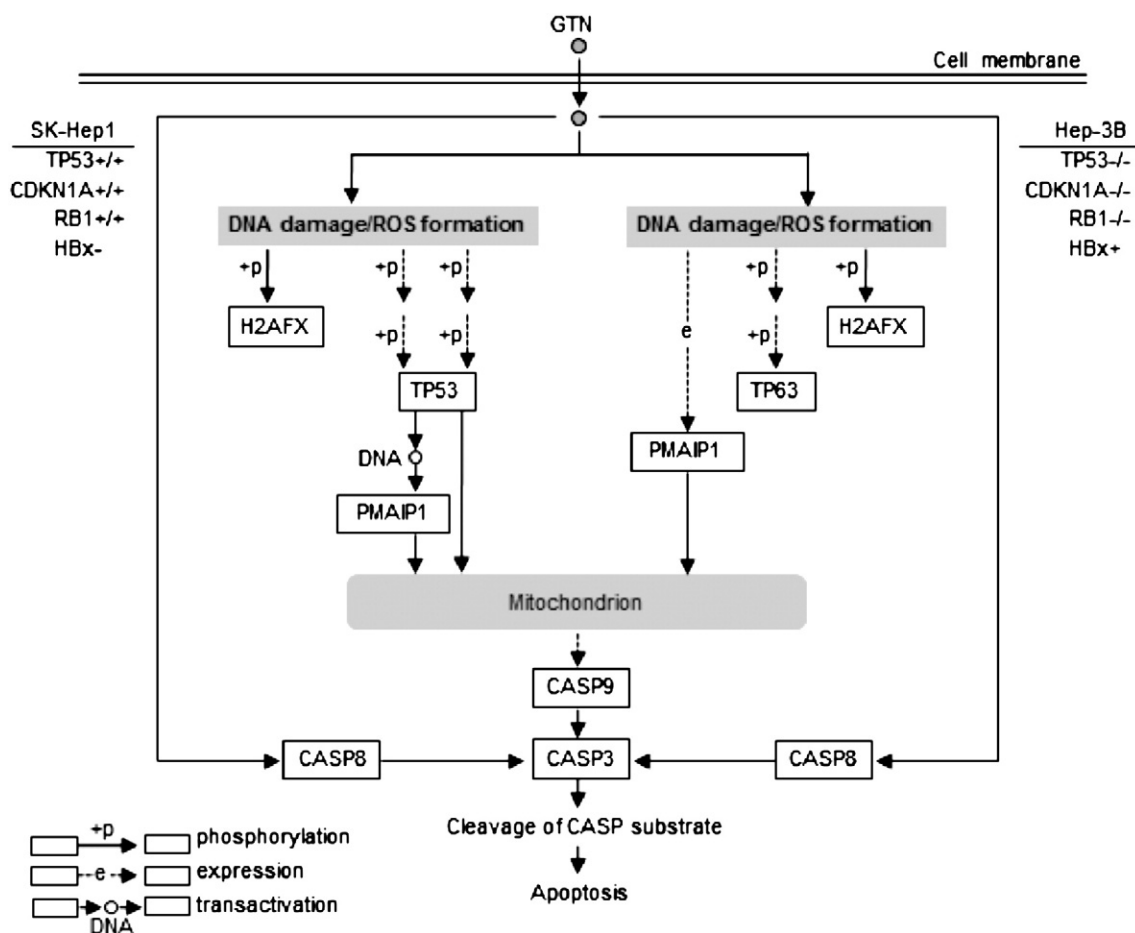 GTN
Cell membrane
SK-Hep1
TP53+/+
CDKN1A+/+
RB1+/+
HBx-
Hep-3B
TP53-/-
CDKN1A-/-
RB1-/-
HBx+
DNA damage/ROS formation
DNA damage/ROS formation
+p
+p
+p
+p
+p
H2AFX
e
H2AFX
+p
+p
+p
TP53
TP63
DNA
PMAIP1
PMAIP1
Mitochondrion
CASP9
CASP8
CASP3
CASP8
Cleavage of CASP substrate
Apoptosis
+p phosphorylation
e expression
transactivation
DNA